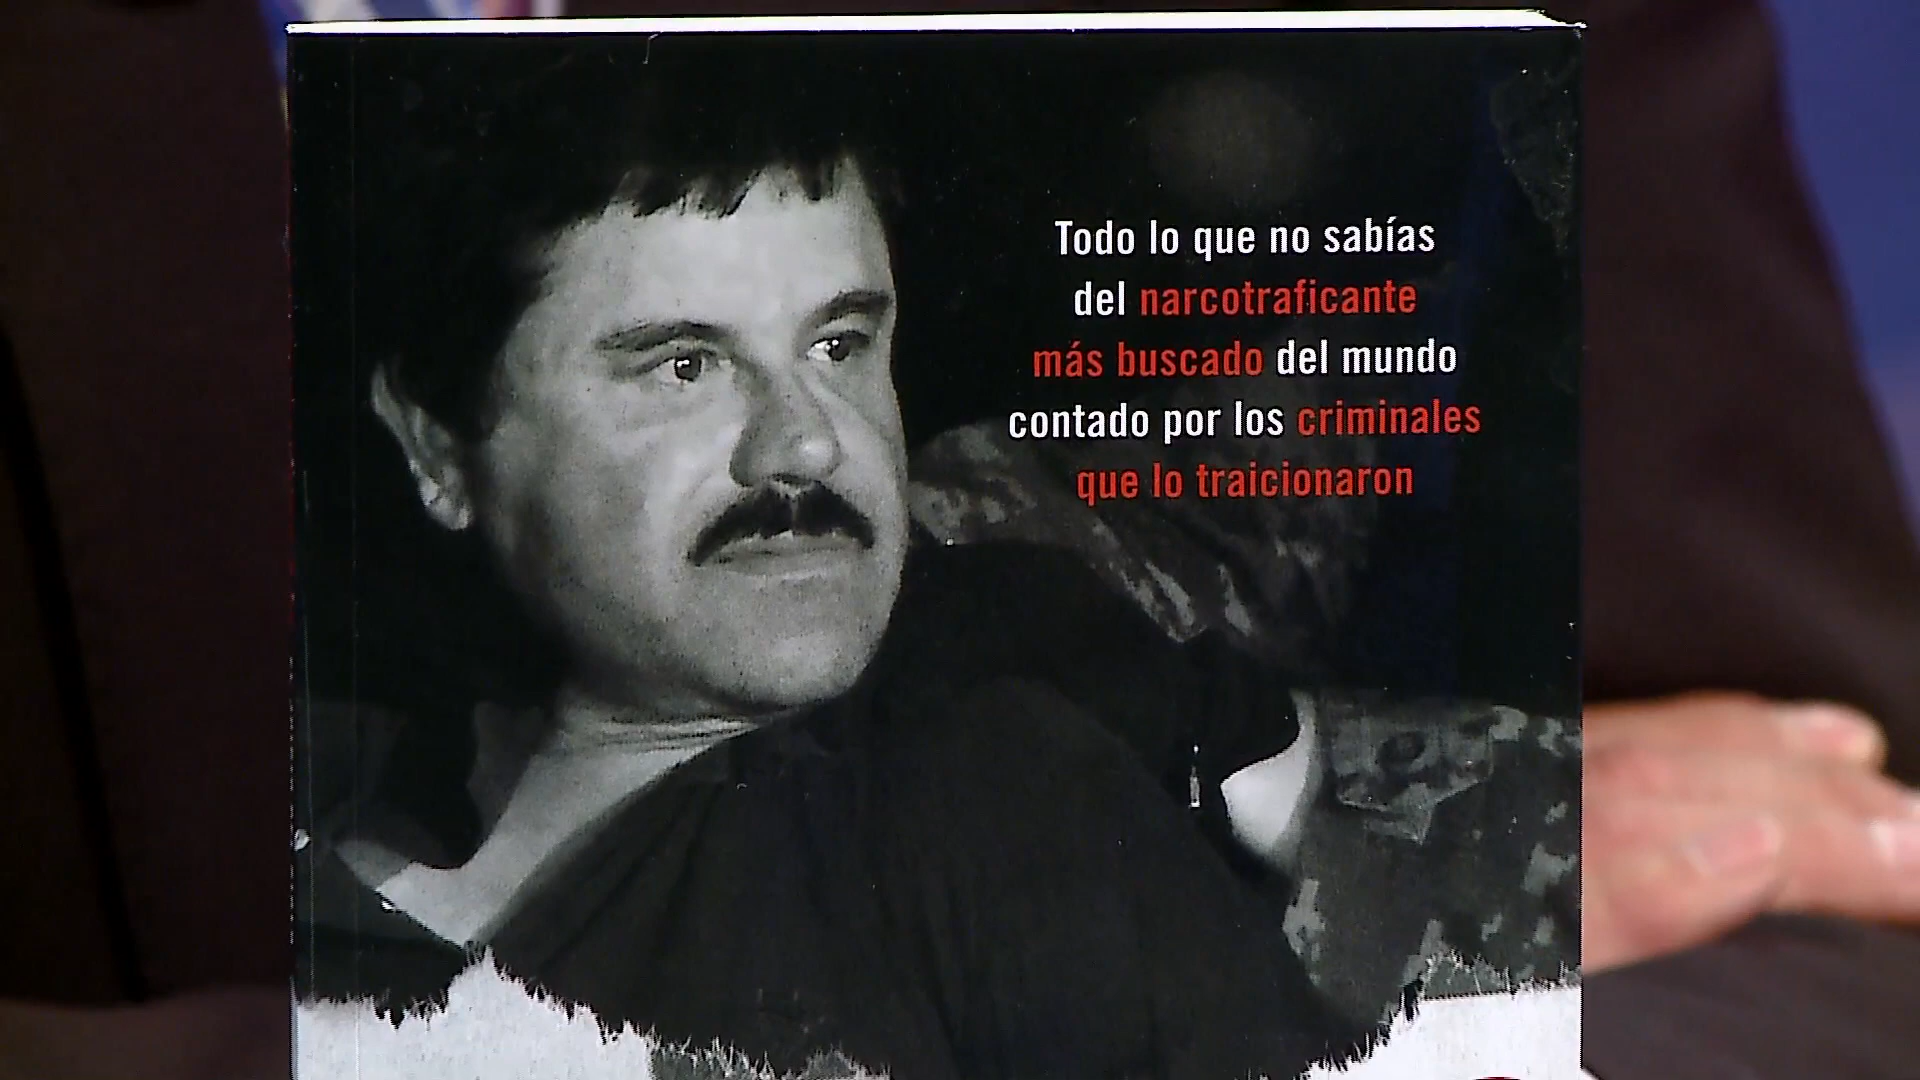 Todo lo que no sabías
del narcotraficante
más buscado del mundo
contado por los criminales
que lo traicionaron